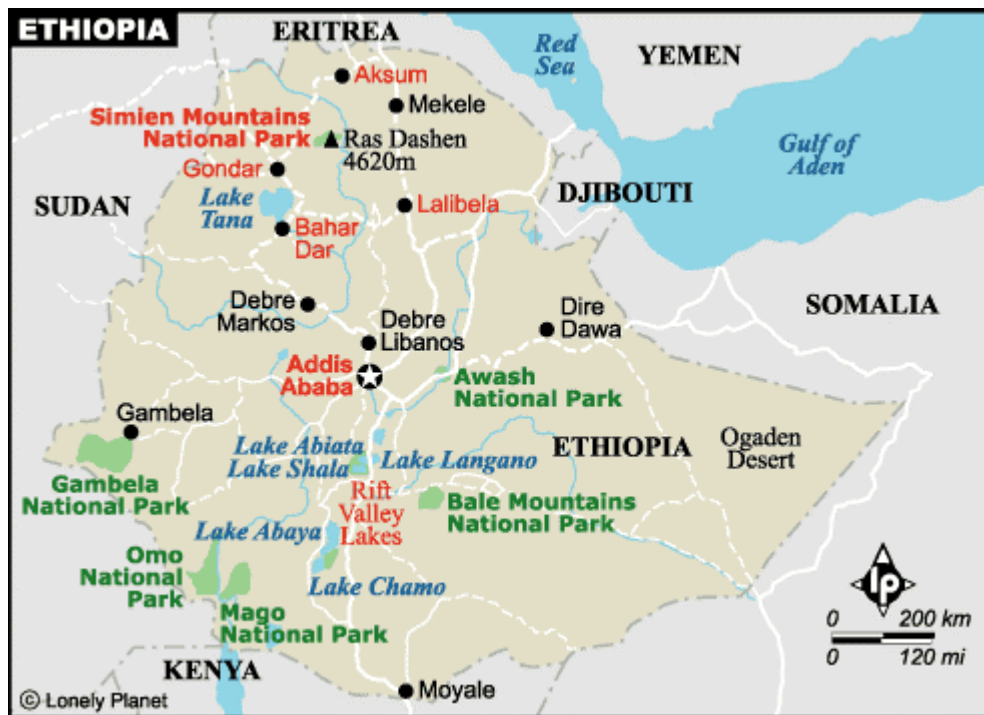 ETHIOPIA
ERITREA
Red
Sea
YEMEN
Aksum
Mekele
Simien Mountains
National Park
Ras Dashen
4620m
Gulf of
Aden
Gondar
SUDAN
Lake
Tana
Lalibela
DJIBOUTI
Bahar
Dar
Debre
Markos
Debre
Libanos
Dire
Dawa
SOMALIA
Addis
Ababa
Awash
National Park
Gambela
Lake Abiata
Lake Shala
Lake Langano
ETHIOPIA
Ogaden
Desert
Gambela
National Park
Rift
Valley
Lakes
Bale Mountains
National Park
Lake Abaya
Omo
National
Park
Lake Chamo
Mago
National Park
lp
0 200 km
0 120 mi
KENYA
Moyale
© Lonely Planet